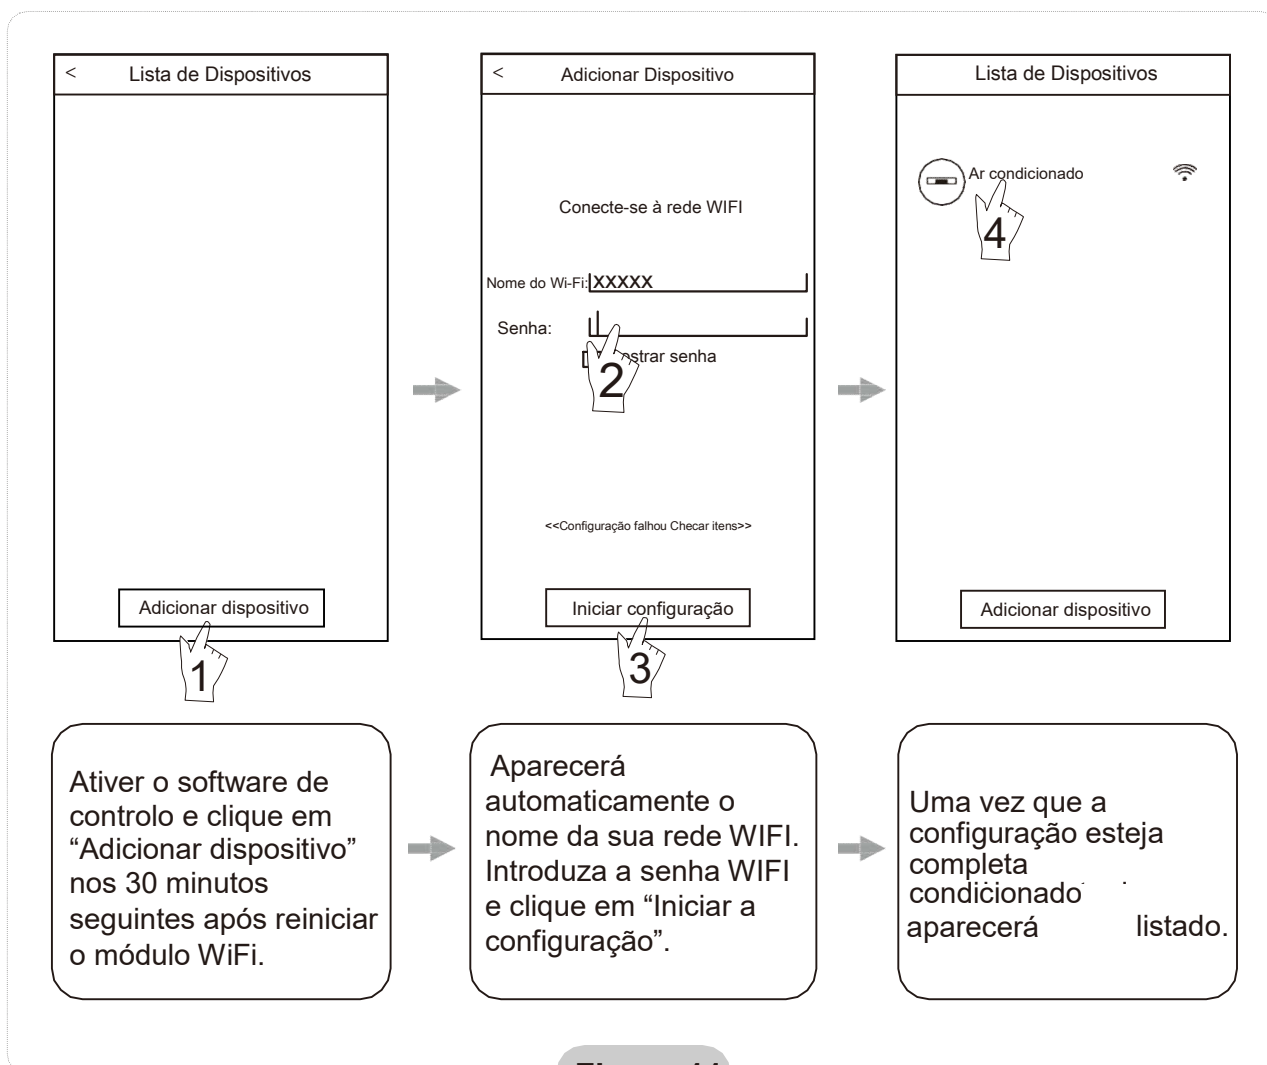 < Lista de Dispositivos
Adicionar dispositivo
1
< Adicionar Dispositivo
Conecte-se à rede WIFI
Nome do Wi-Fi: XXXXX
Senha:
ostrar senha
2
<<Configuração falhou Checar itens>>
Iniciar configuração
3
Lista de Dispositivos
Ar condicionado
4
Adicionar dispositivo
Ativer o software de
controlo e clique em
“Adicionar dispositivo”
nos 30 minutos
seguintes após reiniciar
o módulo WiFi.
Aparecerá
automaticamente o
nome da sua rede WIFI.
Introduza a senha WIFI
e clique em “Iniciar a
configuração”.
Uma vez que a
configuração esteja
completa
condicionado
aparecerá listado.